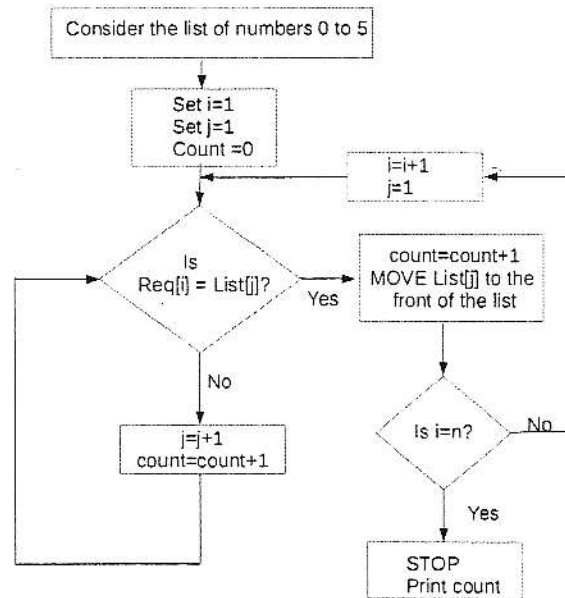 Consider the list of numbers 0 to 5
Set i=1
Set j=1
Count =0
i=i+1
j=1
Is
Req[i] = List[j]?
Yes
count=count+1
MOVE List[j] to the
front of the list
No
j=j+1
count=count+1
Is i=n?
No
Yes
STOP
Print count